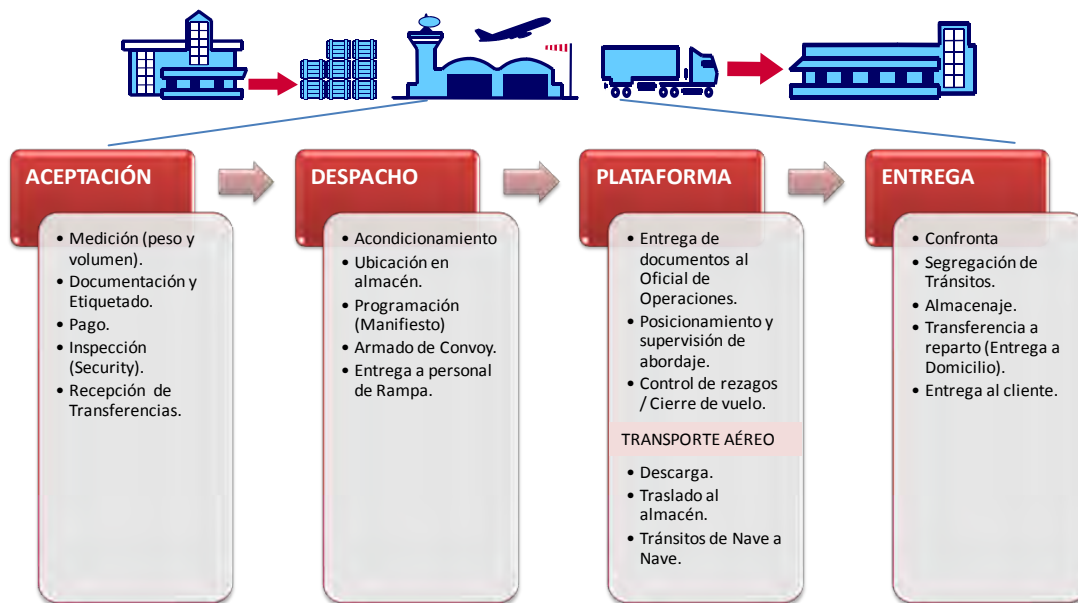 ACEPTACIÓN
• Medición (peso y
volumen).
• Documentación y
Etiquetado.
• Pago.
• Inspección
(Security).
• Recepción de
Transferencias.
DESPACHO
• Acondicionamiento
• Ubicación en
almacén.
• Programación
(Manifiesto)
• Armado de Convoy.
• Entrega a personal
de Rampa.
PLATAFORMA
• Entrega de
documentos al
Oficial de
Operaciones.
• Posicionamiento y
supervisión de
abordaje.
• Control de rezagos
/ Cierre de vuelo.
TRANSPORTE AÉREO
• Descarga.
• Traslado al
almacén.
• Tránsitos de Nave a
Nave.
ENTREGA
• Confronta
• Segregación de
Tránsitos.
• Almacenaje.
• Transferencia a
reparto (Entrega a
Domicilio).
• Entrega al cliente.